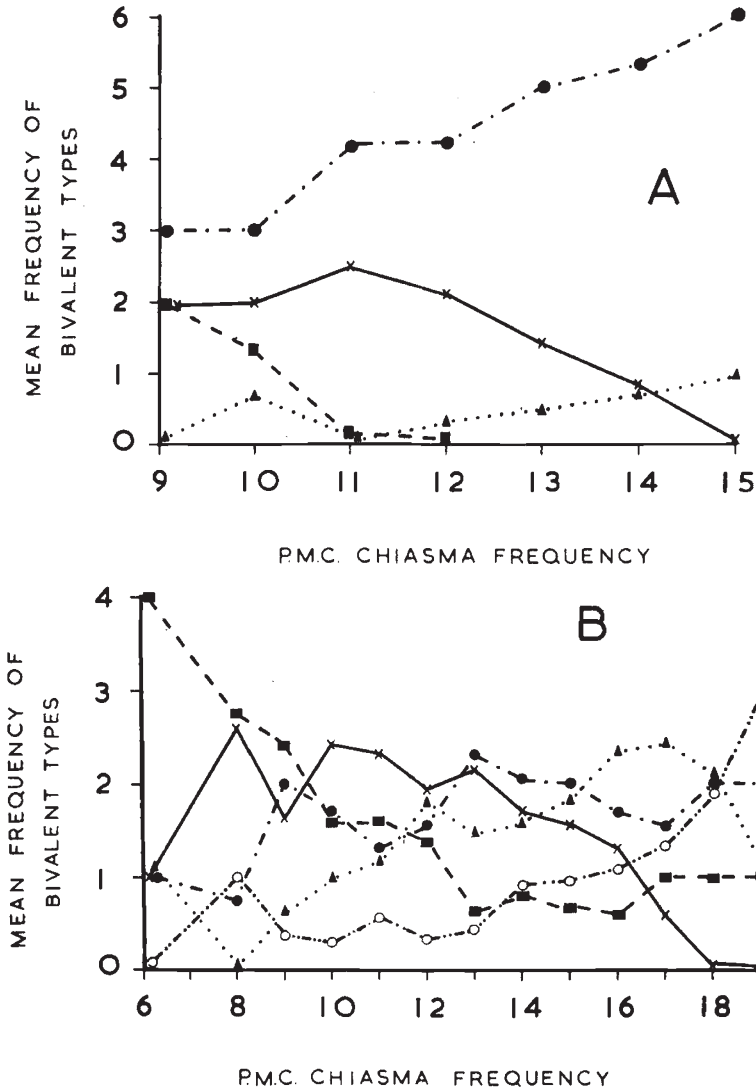 6
5
4
3
2
1
0
MEAN FREQUENCY OF
BIVALENT TYPES
A
9 10 11 12 13 14 15
P.M.C. CHIASMA FREQUENCY
4
3
2
1
0
MEAN FREQUENCY OF
BIVALENT TYPES
B
6 8 10 12 14 16 18
P.M.C. CHIASMA FREQUENCY